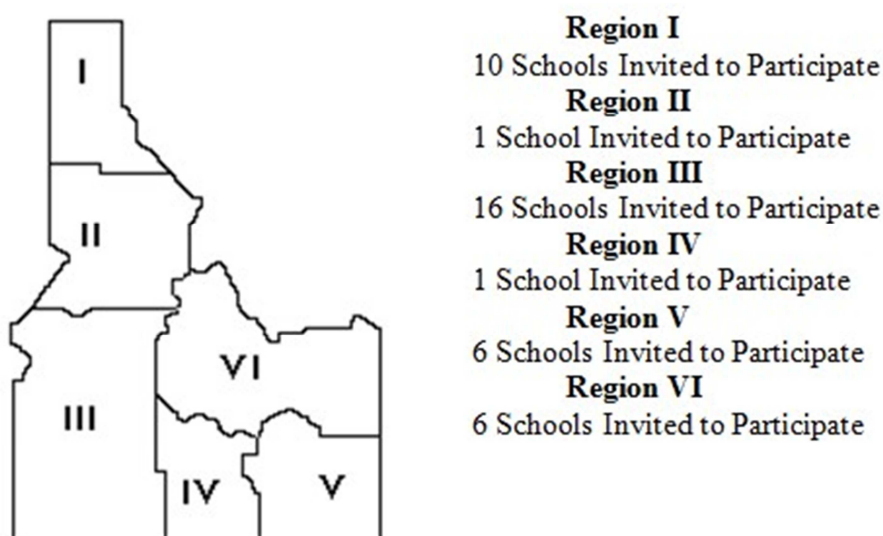 I
II
III
IV
V
VI
Region I
10 Schools Invited to Participate
Region II
1 School Invited to Participate
Region III
16 Schools Invited to Participate
Region IV
1 School Invited to Participate
Region V
6 Schools Invited to Participate
Region VI
6 Schools Invited to Participate